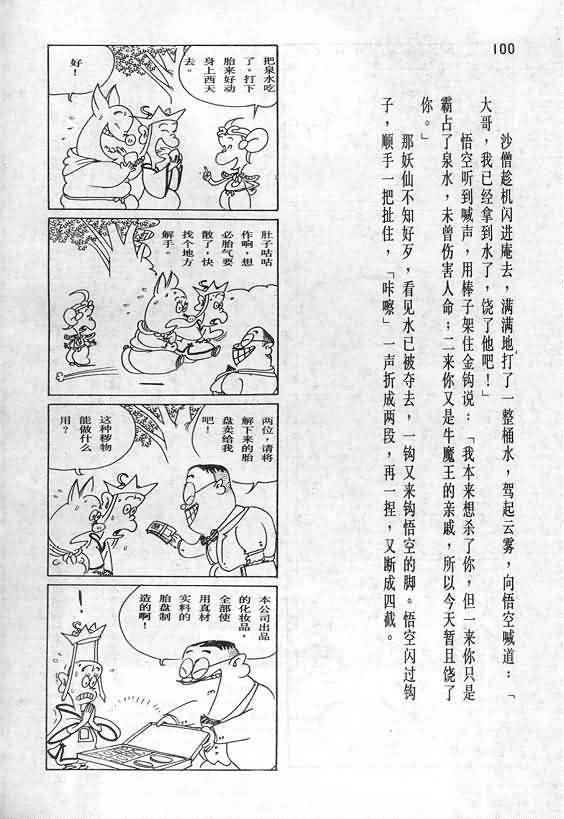 100
沙僧趁机闪进庵去，满满地打了一整桶水，驾起云雾，向悟空喊道：「
大哥，我已经拿到水了，饶了他吧！」
悟空听到喊声，用棒子架住金钩说：「我本来想杀了你，但一来你只是
霸占了泉水，未曾伤害人命；二来你又是牛魔王的亲戚，所以今天暂且饶了
你。」
那妖仙不知好歹，看见水已被夺去，一钩又来钩悟空的脚。悟空闪过钩
子，顺手一把扯住，「咔嚓」一声折成两段，再一捏，又断成四截。
把泉水吃
了。打下
胎来好动
身上西天
去。
好！
肚子咕咕
作响，想
必胎气要
散了，快
找个地方
解手。
两位，请将
解下来的胎
盘卖给我
吧！
这种秽物
能做什么
用？
本公司出品
的化妆品，
全部使
用真材
实料的
胎盘制
造的啊！
！